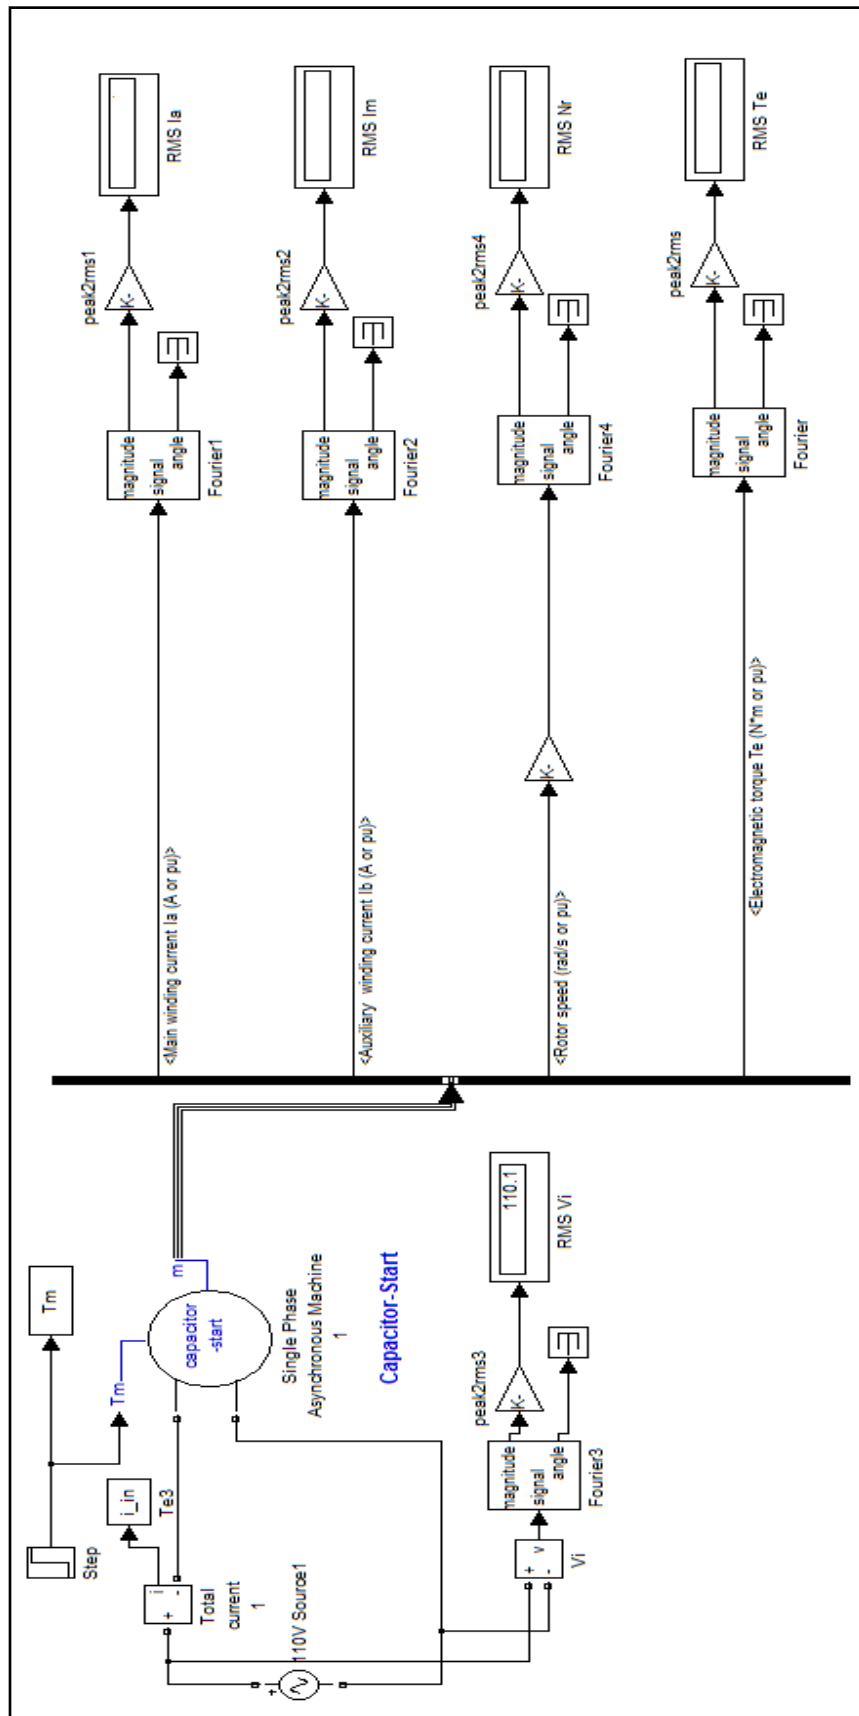 Step
Tm
Tm
i_in
Te3
+
i
-
Total
current
1
+
110V Source1
capacitor
-start
m
Single Phase
Asynchronous Machine
1
Capacitor-Start
+
v
-
Vi
magnitude
signal
angle
Fourier3
K-
peak2rms3
110.1
RMS Vi
<Main winding current Ia (A or pu)>
magnitude
signal
angle
Fourier1
K-
peak2rms1
RMS Ia
<Auxiliary winding current Ib (A or pu)>
magnitude
signal
angle
Fourier2
K-
peak2rms2
RMS Im
<Rotor speed (rad/s or pu)>
K-
magnitude
signal
angle
Fourier4
K-
peak2rms4
RMS Nr
<Electromagnetic torque Te (N*m or pu)>
magnitude
signal
angle
Fourier
K-
peak2rms
RMS Te